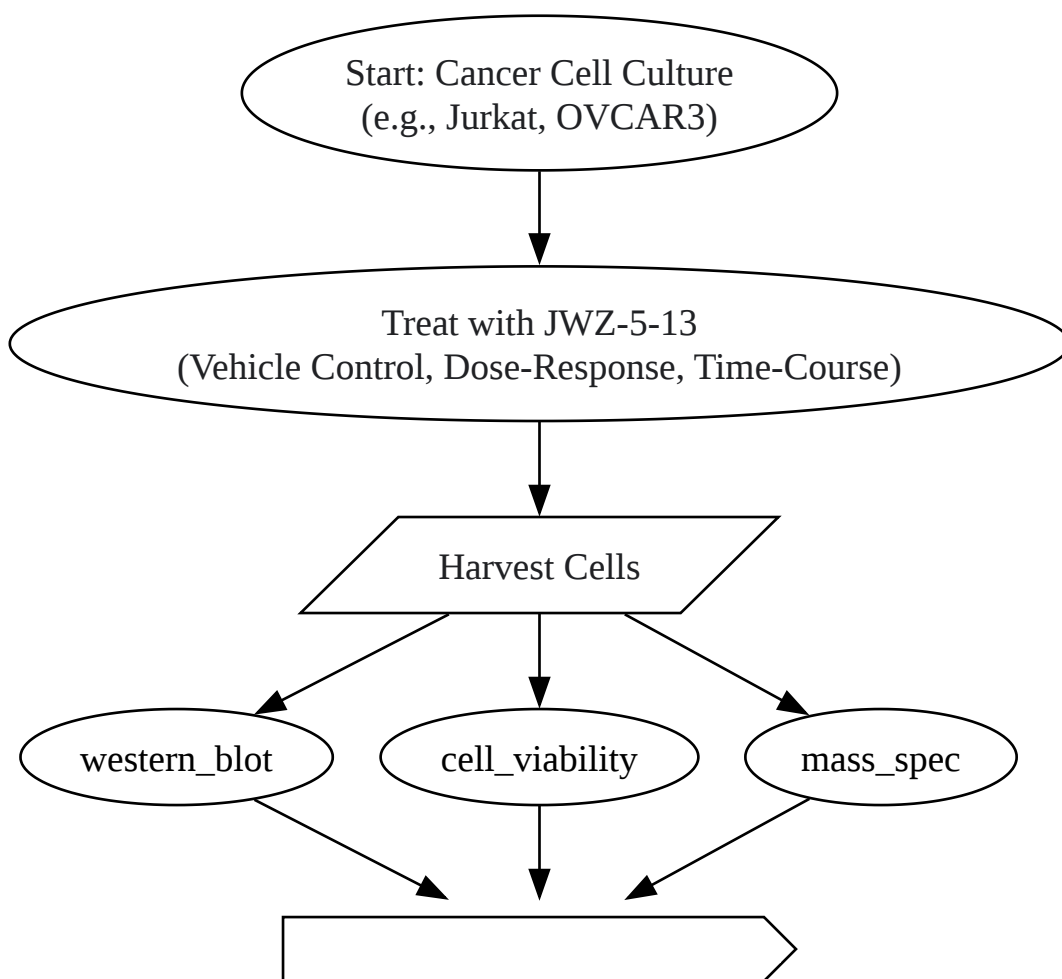 Start: Cancer Cell Culture
(e.g., Jurkat, OVCAR3)
Treat with JWZ-5-13
(Vehicle Control, Dose-Response, Time-Course)
Harvest Cells
western_blot
cell_viability
mass_spec